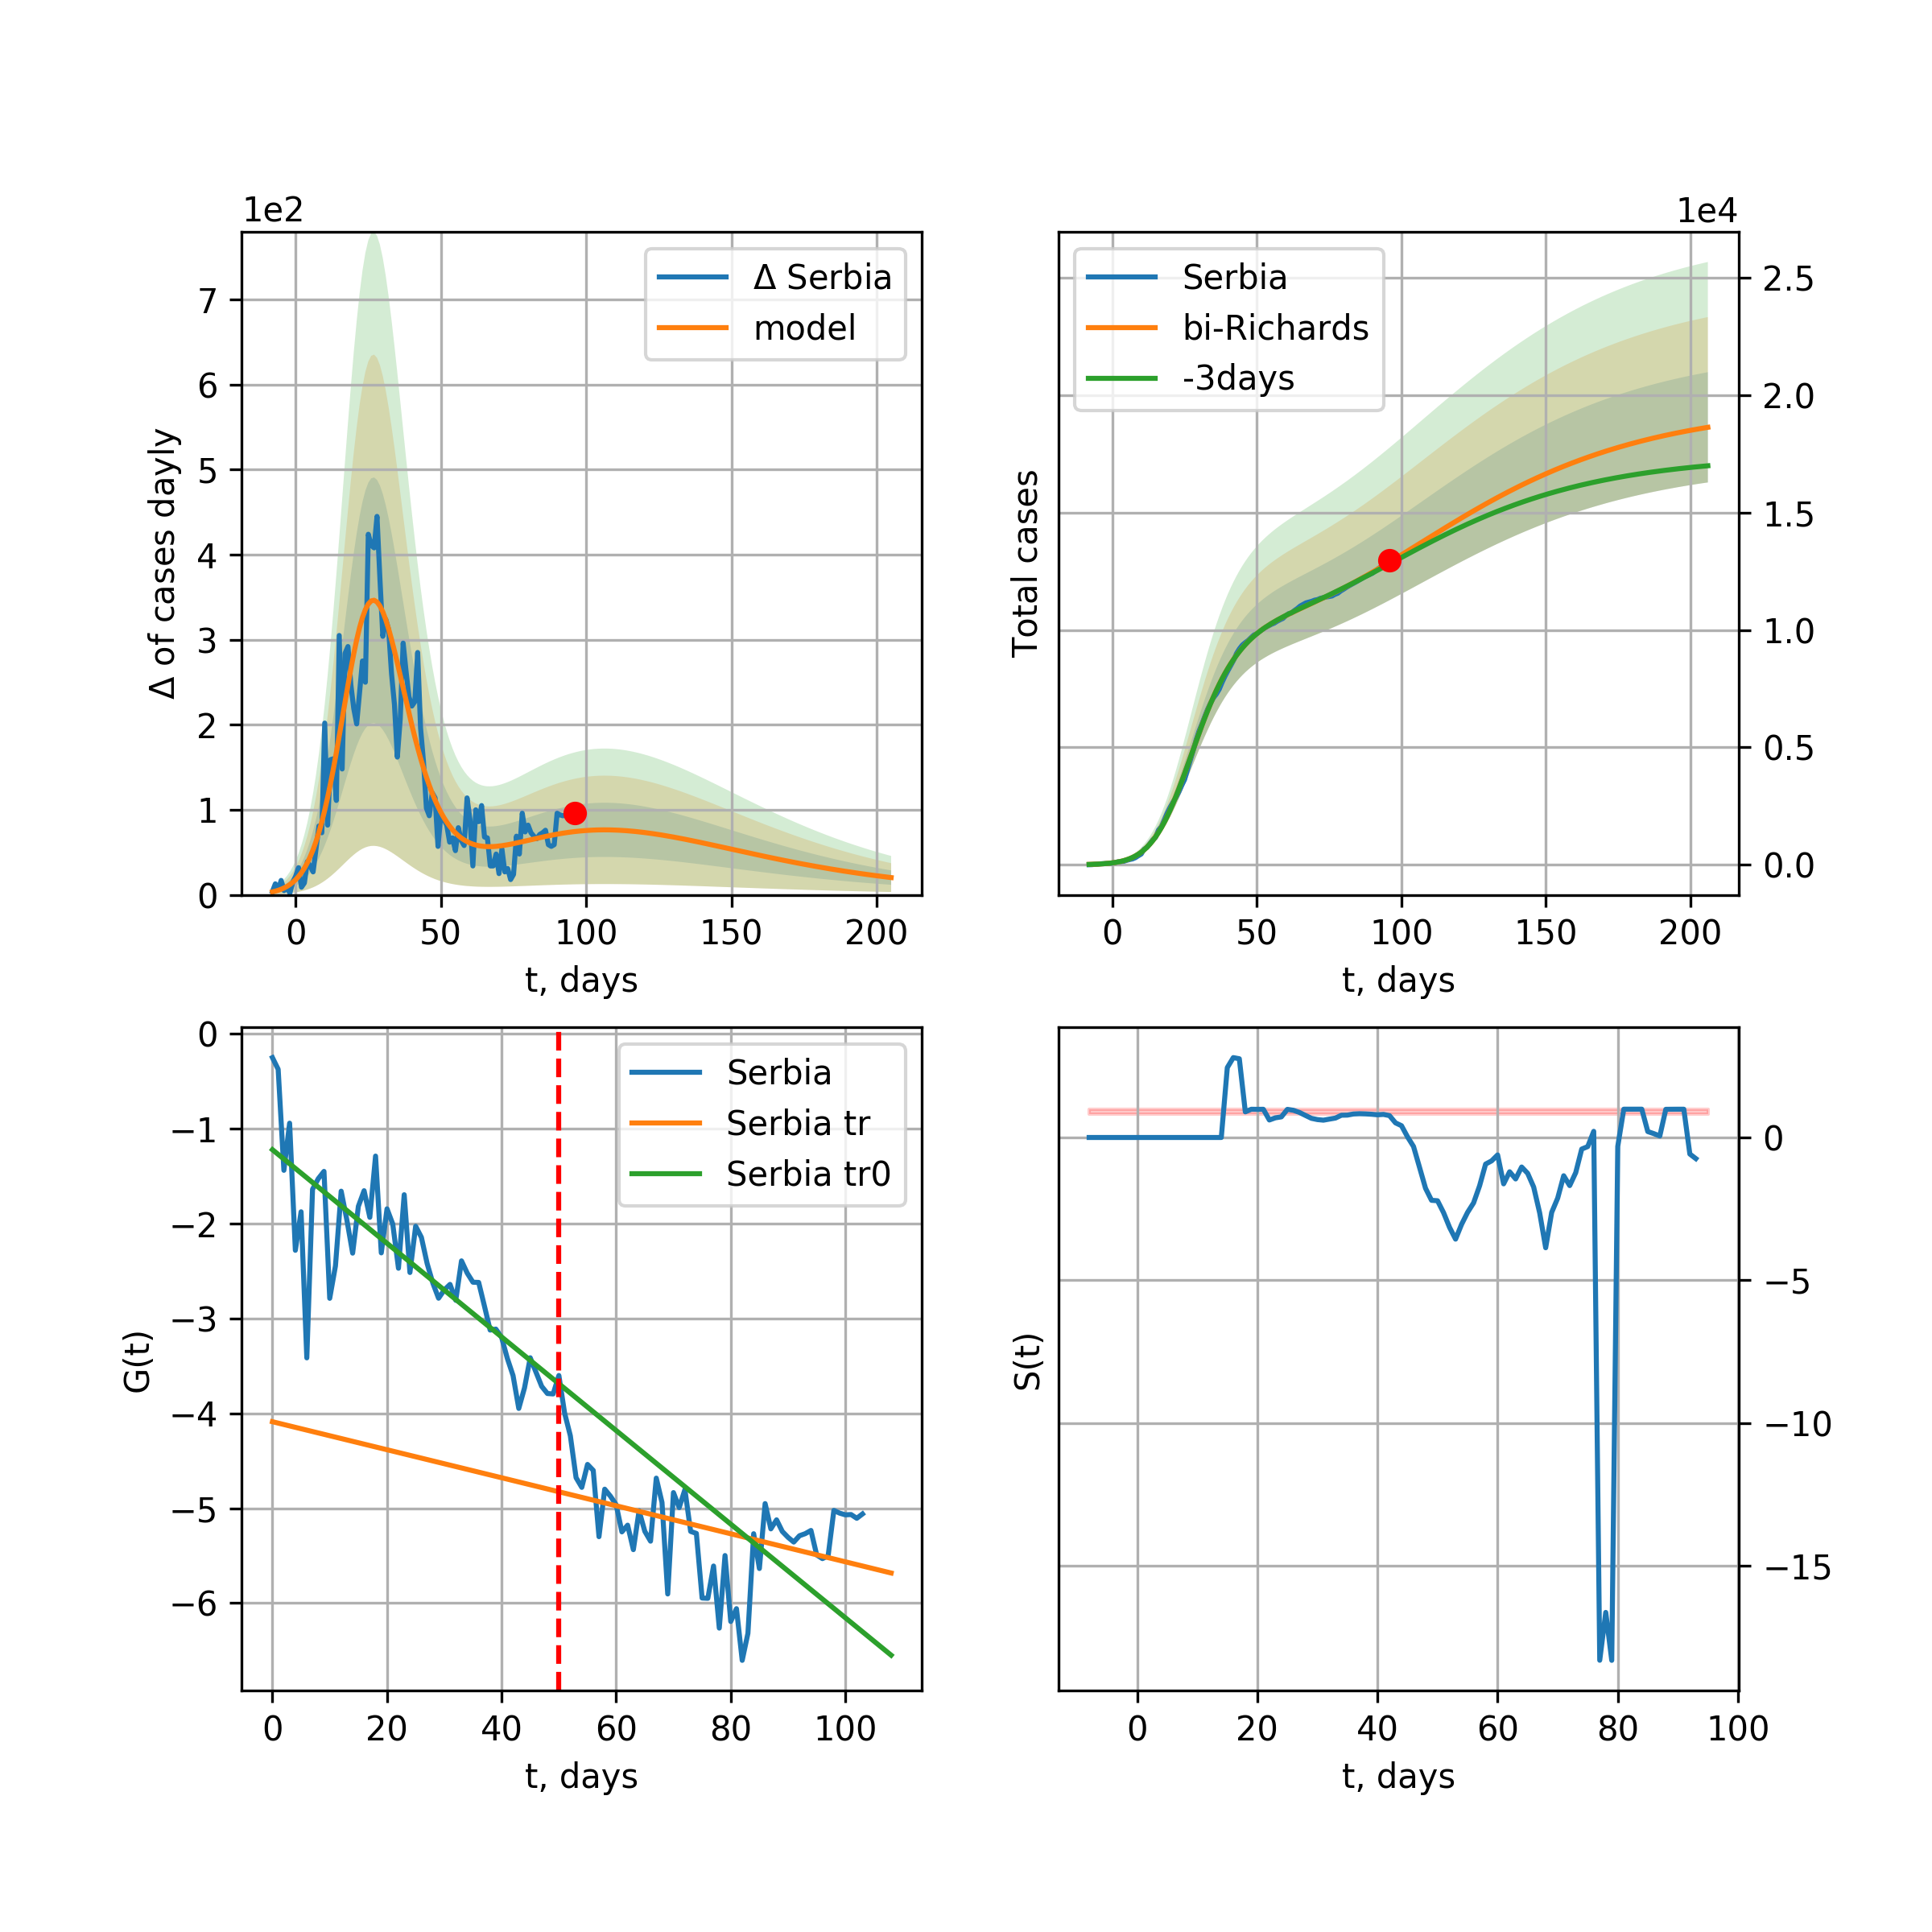 1e2
7
6
5
4
3
2
1
0
Δ of cases dayly
Δ Serbia
model
0 50 100 150 200
t, days
1e4
2.5
2.0
1.5
1.0
0.5
0.0
Total cases
Serbia
bi-Richards
-3days
0 50 100 150 200
t, days
0
−1
−2
−3
−4
−5
−6
G(t)
Serbia
Serbia tr
Serbia tr0
0 20 40 60 80 100
t, days
0
−5
−10
−15
S(t)
0 20 40 60 80 100
t, days